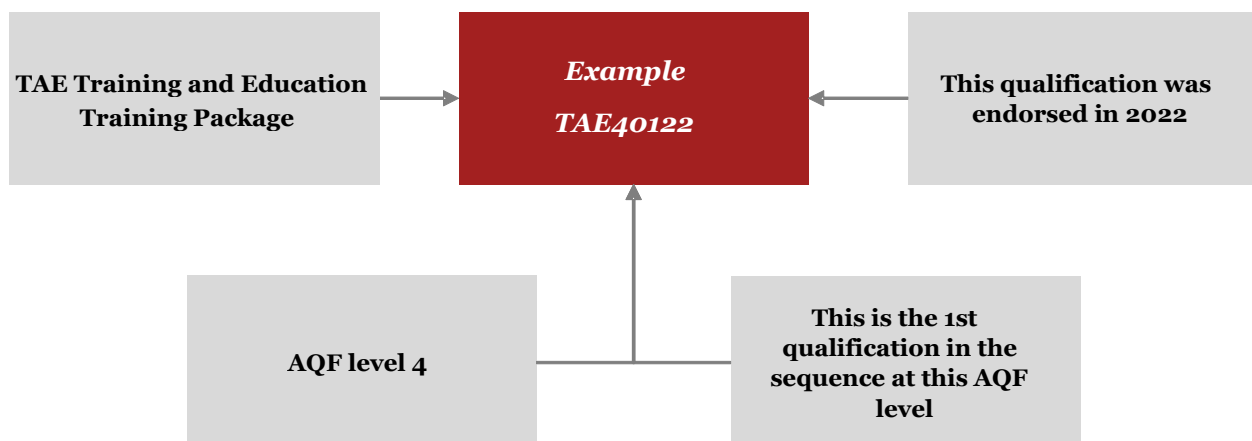 TAE Training and Education
Training Package
Example
TAE40122
This qualification was
endorsed in 2022
AQF level 4
This is the 1st
qualification in the
sequence at this AQF
level